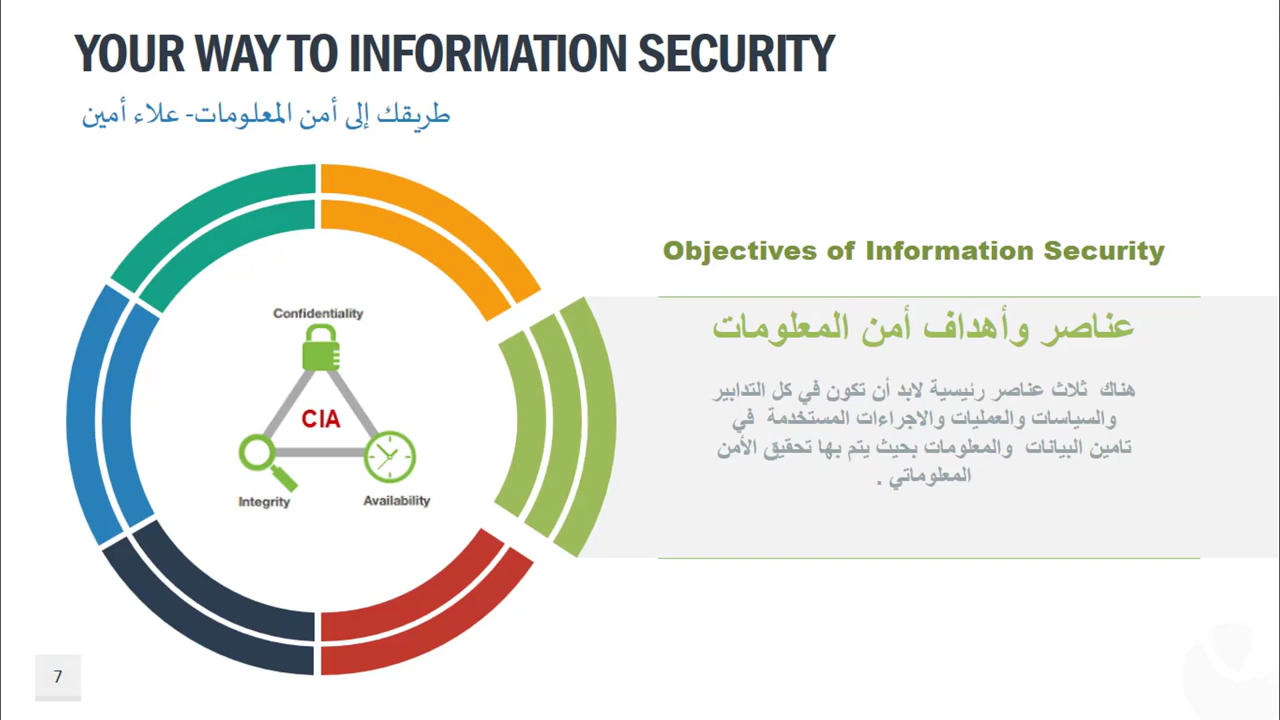 YOUR WAY TO INFORMATION SECURITY
طريقك إلى أمن المعلومات- علاء أمين
Objectives of Information Security
عناصر وأهداف أمن المعلومات
هناك ثلاث عناصر رئيسية لابد أن تكون في كل التدابير
والسياسات والعمليات والاجراءات المستخدمة في
تامين البيانات والمعلومات بحيث يتم بها تحقيق الأمن
المعلوماتي .
Confidentiality
CIA
Integrity
Availability
7